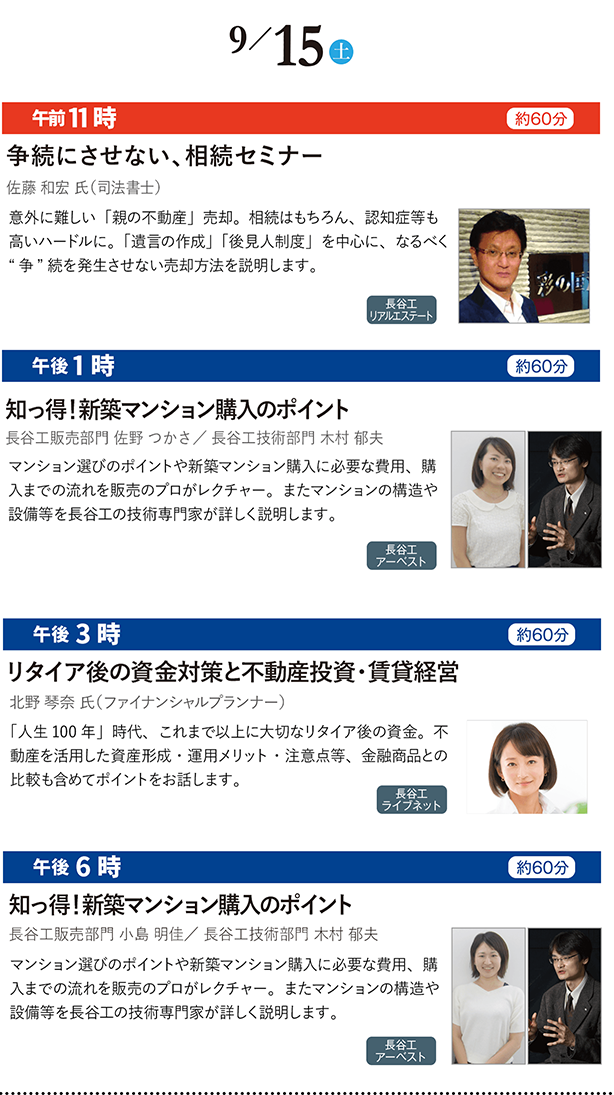 9／15 土
午前11時 約60分
争続にさせない、相続セミナー
佐藤 和宏 氏（司法書士）
意外に難しい「親の不動産」売却。相続はもちろん、認知症等も
高いハードルに。「遺言の作成」「後見人制度」を中心に、なるべく
“争”続を発生させない売却方法を説明します。
彩の国
長谷工
リアルエステート
午後1時 約60分
知っ得！新築マンション購入のポイント
長谷工販売部門 佐野 つかさ／長谷工技術部門 木村 郁夫
マンション選びのポイントや新築マンション購入に必要な費用、購
入までの流れを販売のプロがレクチャー。またマンションの構造や
設備等を長谷工の技術専門家が詳しく説明します。
長谷工
アーベスト
午後3時 約60分
リタイア後の資金対策と不動産投資・賃貸経営
北野 琴奈 氏（ファイナンシャルプランナー）
「人生100年」時代、これまで以上に大切なリタイア後の資金。不
動産を活用した資産形成・運用メリット・注意点等、金融商品との
比較も含めてポイントをお話します。
長谷工
ライブネット
午後6時 約60分
知っ得！新築マンション購入のポイント
長谷工販売部門 小島 明佳／長谷工技術部門 木村 郁夫
マンション選びのポイントや新築マンション購入に必要な費用、購
入までの流れを販売のプロがレクチャー。またマンションの構造や
設備等を長谷工の技術専門家が詳しく説明します。
長谷工
アーベスト